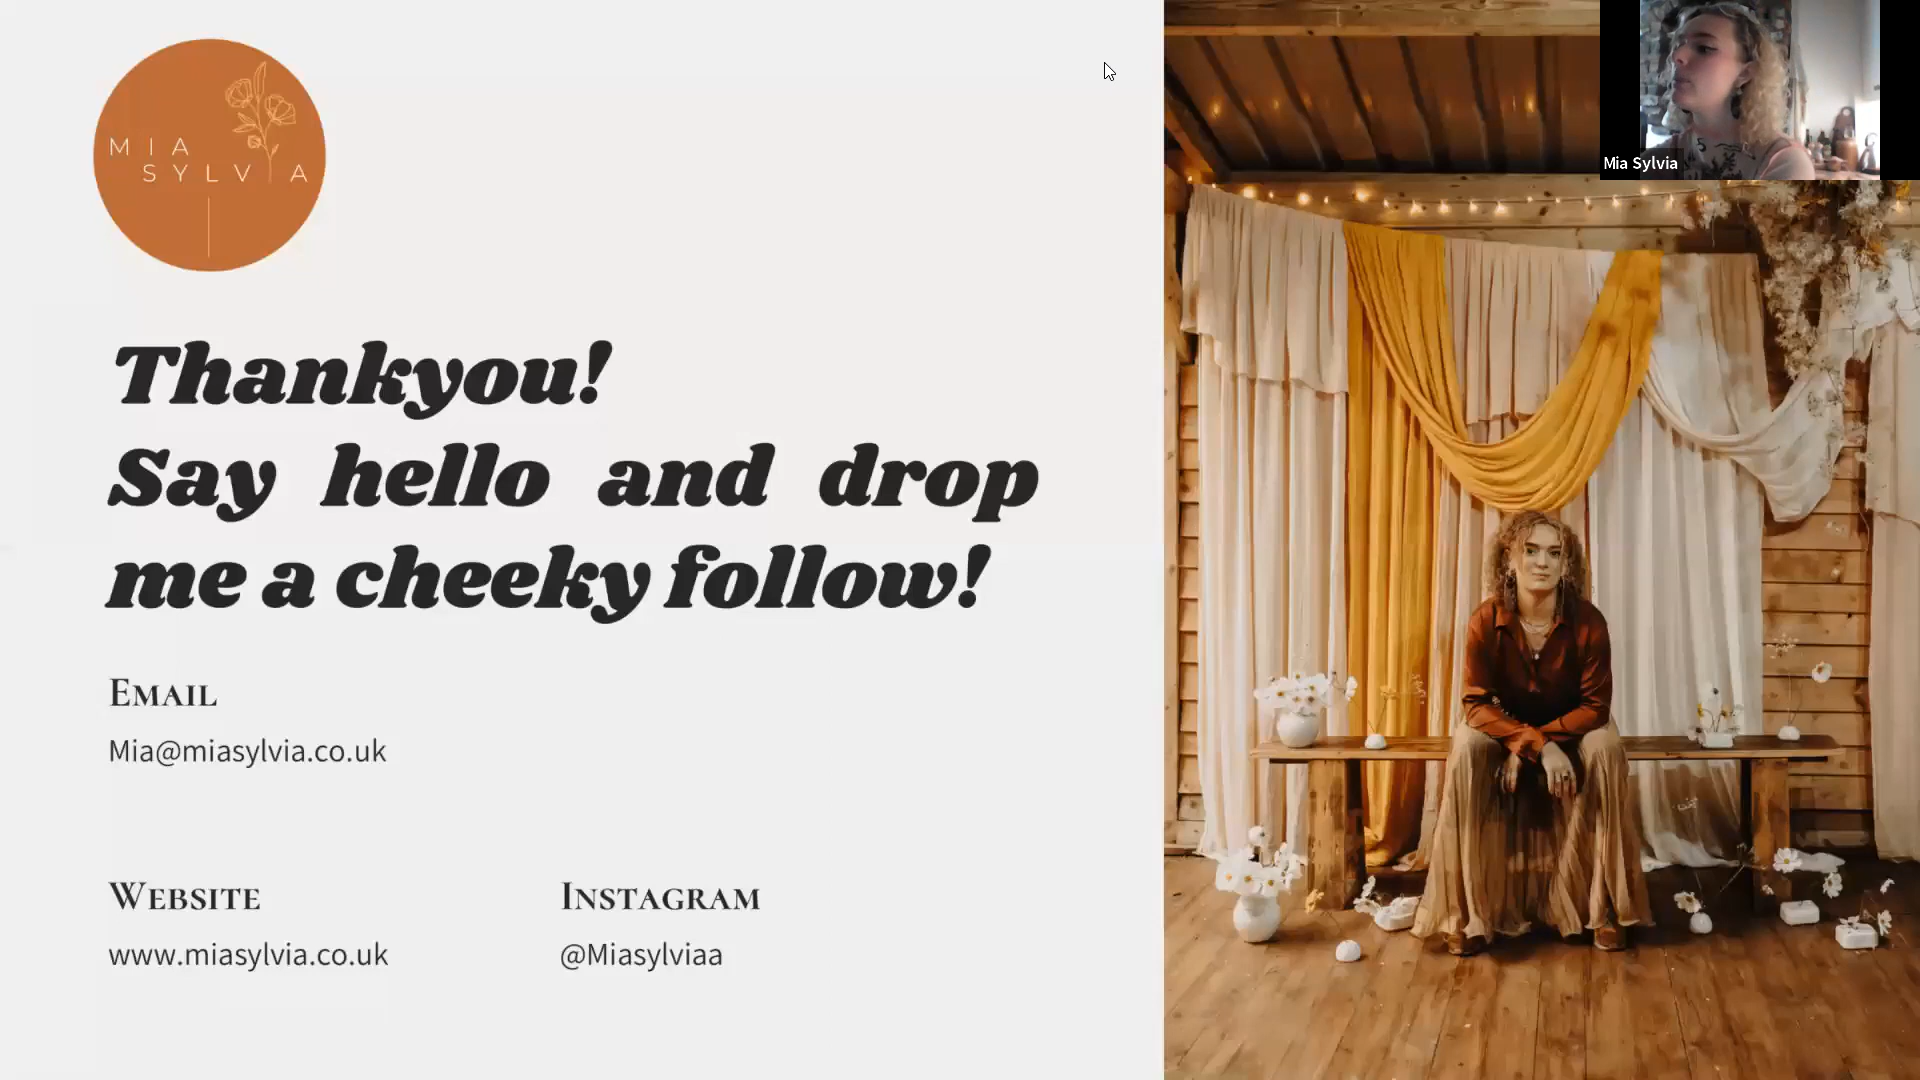 MIA
SYLVIA
Mia Sylvia
Thankyou!
Say hello and drop
me a cheeky follow!
EMAIL
Mia@miasylvia.co.uk
WEBSITE
www.miasylvia.co.uk
INSTAGRAM
@Miasylviaa